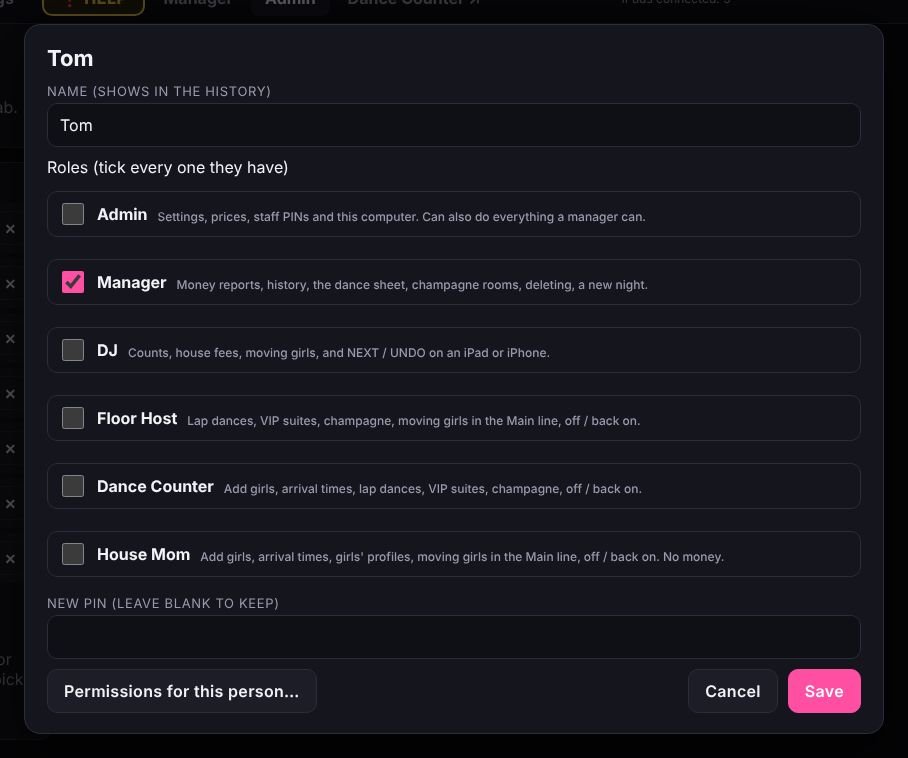 HELP
Manager
Admin
Dance Counter
Tom
NAME (SHOWS IN THE HISTORY)
Tom
Roles (tick every one they have)
Admin Settings, prices, staff PINs and this computer. Can also do everything a manager can.
Manager Money reports, history, the dance sheet, champagne rooms, deleting, a new night.
DJ Counts, house fees, moving girls, and NEXT / UNDO on an iPad or iPhone.
Floor Host Lap dances, VIP suites, champagne, moving girls in the Main line, off / back on.
Dance Counter Add girls, arrival times, lap dances, VIP suites, champagne, off / back on.
House Mom Add girls, arrival times, girls' profiles, moving girls in the Main line, off / back on. No money.
NEW PIN (LEAVE BLANK TO KEEP)
Permissions for this person...
Cancel
Save